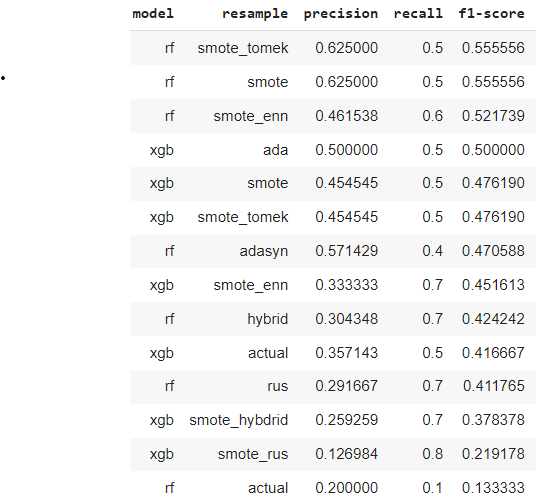 model resample precision recall f1-score
rf smote_tomek 0.625000 0.5 0.555556
rf smote 0.625000 0.5 0.555556
rf smote_enn 0.461538 0.6 0.521739
xgb ada 0.500000 0.5 0.500000
xgb smote 0.454545 0.5 0.476190
xgb smote_tomek 0.454545 0.5 0.476190
rf adasyn 0.571429 0.4 0.470588
xgb smote_enn 0.333333 0.7 0.451613
rf hybrid 0.304348 0.7 0.424242
xgb actual 0.357143 0.5 0.416667
rf rus 0.291667 0.7 0.411765
xgb smote_hybdrid 0.259259 0.7 0.378378
xgb smote_rus 0.126984 0.8 0.219178
rf actual 0.200000 0.1 0.133333